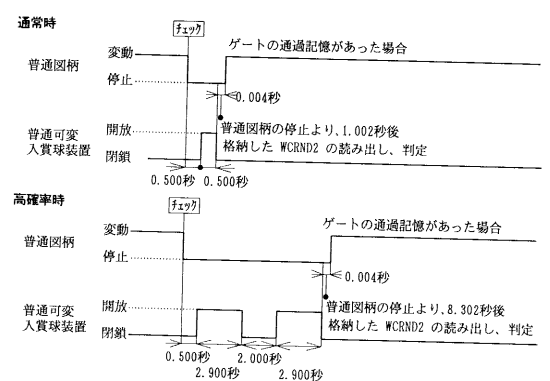 通常時
チェック
ゲートの通過記憶があった場合
変動
普通図柄
停止
0.004秒
普通図柄の停止より、1.002秒後
格納した WCRND2 の読み出し、判定
普通可変
入賞球装置
開放
閉鎖
0.500秒
0.500秒
高確率時
チェック
ゲートの通過記憶があった場合
変動
普通図柄
停止
0.004秒
普通図柄の停止より、8.302秒後
格納した WCRND2 の読み出し、判定
普通可変
入賞球装置
開放
閉鎖
0.500秒
2.000秒
2.900秒
2.900秒